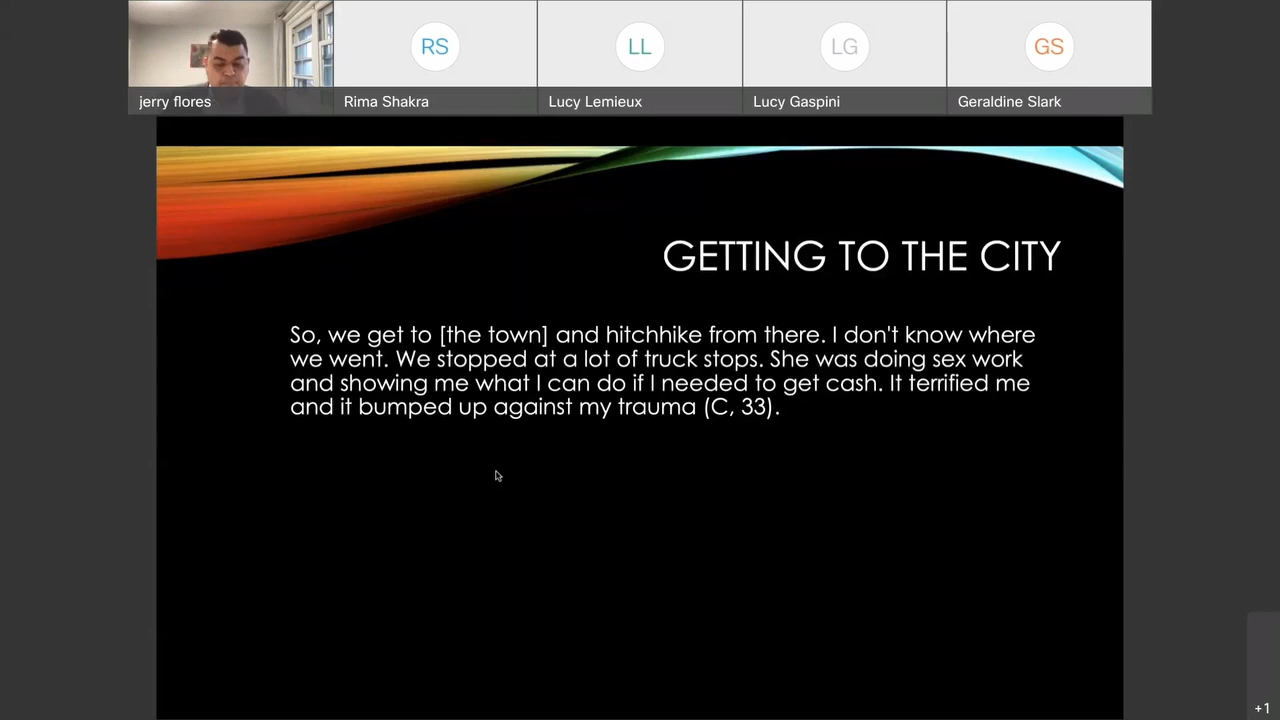 RS
LL
LG
GS
jerry flores
Rima Shakra
Lucy Lemieux
Lucy Gaspini
Geraldine Slark
GETTING TO THE CITY
So, we get to [the town] and hitchhike from there. I don't know where
we went. We stopped at a lot of truck stops. She was doing sex work
and showing me what I can do if I needed to get cash. It terrified me
and it bumped up against my trauma (C, 33).
+1